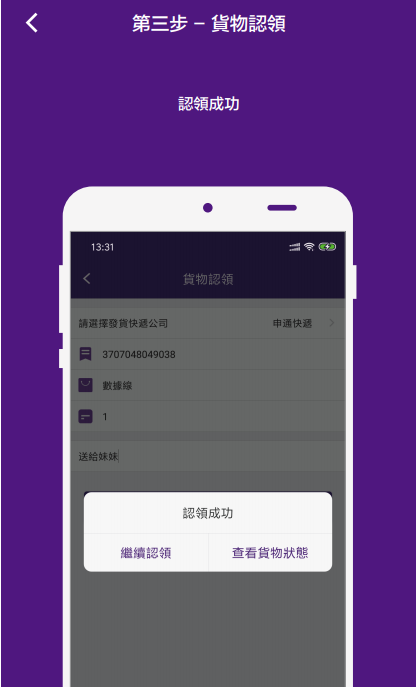 第三步 – 貨物認領
認領成功
13:31
貨物認領
請選擇發貨快遞公司 申通快遞
3707048049038
數據線
1
送給妹妹
認領成功
繼續認領 查看貨物狀態